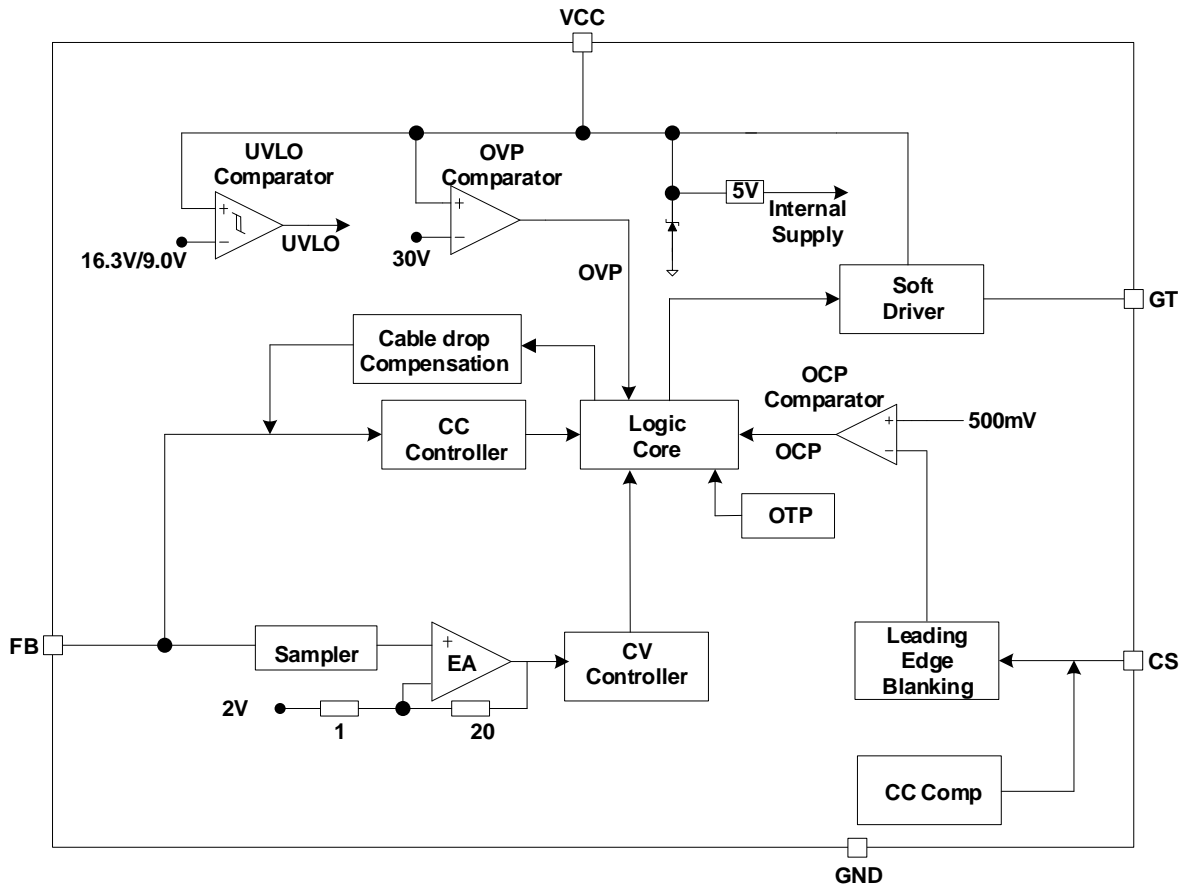 VCC
UVLO
Comparator
+
−
16.3V/9.0V
UVLO
OVP
Comparator
+
−
30V
OVP
5V
Internal
Supply
Soft
Driver
GT
Cable drop
Compensation
CC
Controller
Logic
Core
OCP
Comparator
+
−
500mV
OCP
OTP
FB
Sampler
+
EA
−
2V
1
20
CV
Controller
Leading
Edge
Blanking
CS
CC Comp
GND